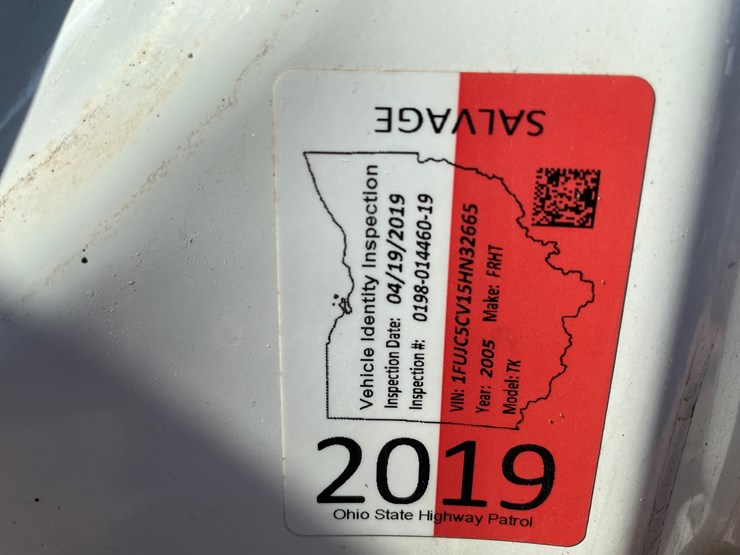 SALVAGE
Vehicle Identity Inspection
Inspection Date: 04/19/2019
Inspection #: 0198-014460-19
VIN: 1FUJC5CV15HN32665
Year: 2005 Make: FRHT
Model: TK
2019
Ohio State Highway Patrol